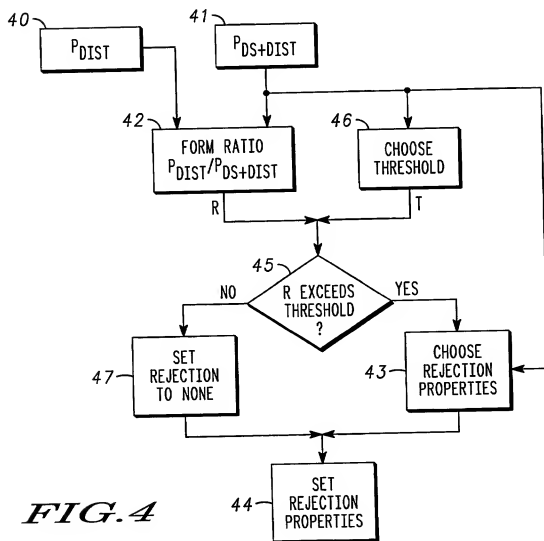 40
P_DIST
41
P_DS+DIST
42
FORM RATIO
P_DIST/P_DS+DIST
R
46
CHOOSE
THRESHOLD
T
45
R EXCEEDS
THRESHOLD
?
NO
YES
47
SET
REJECTION
TO NONE
43
CHOOSE
REJECTION
PROPERTIES
44
SET
REJECTION
PROPERTIES
FIG.4